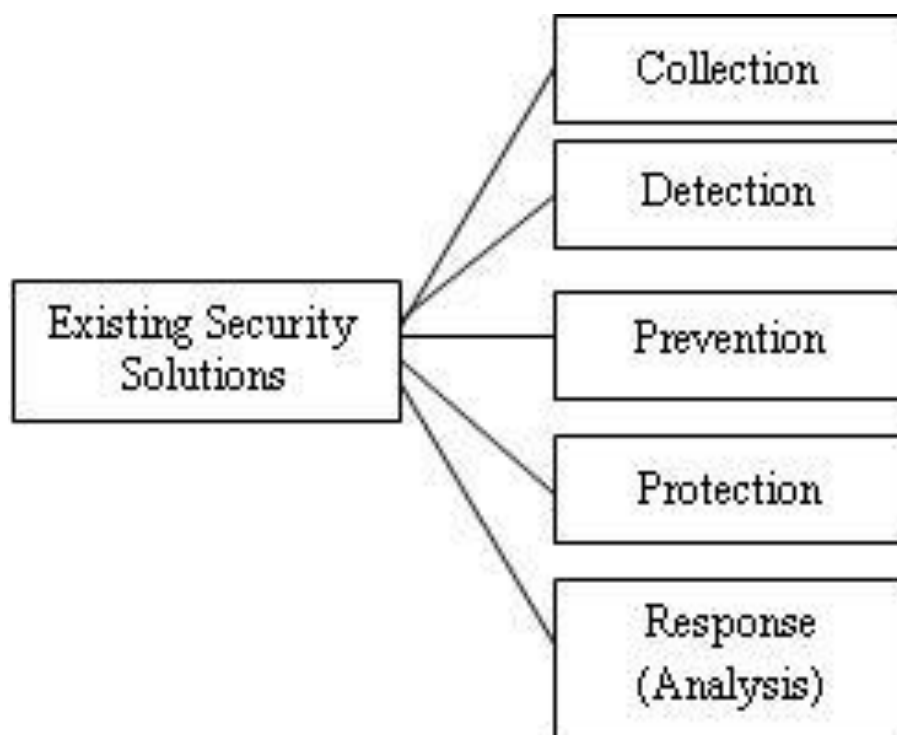 Existing Security
Solutions
Collection
Detection
Prevention
Protection
Response
(Analysis)